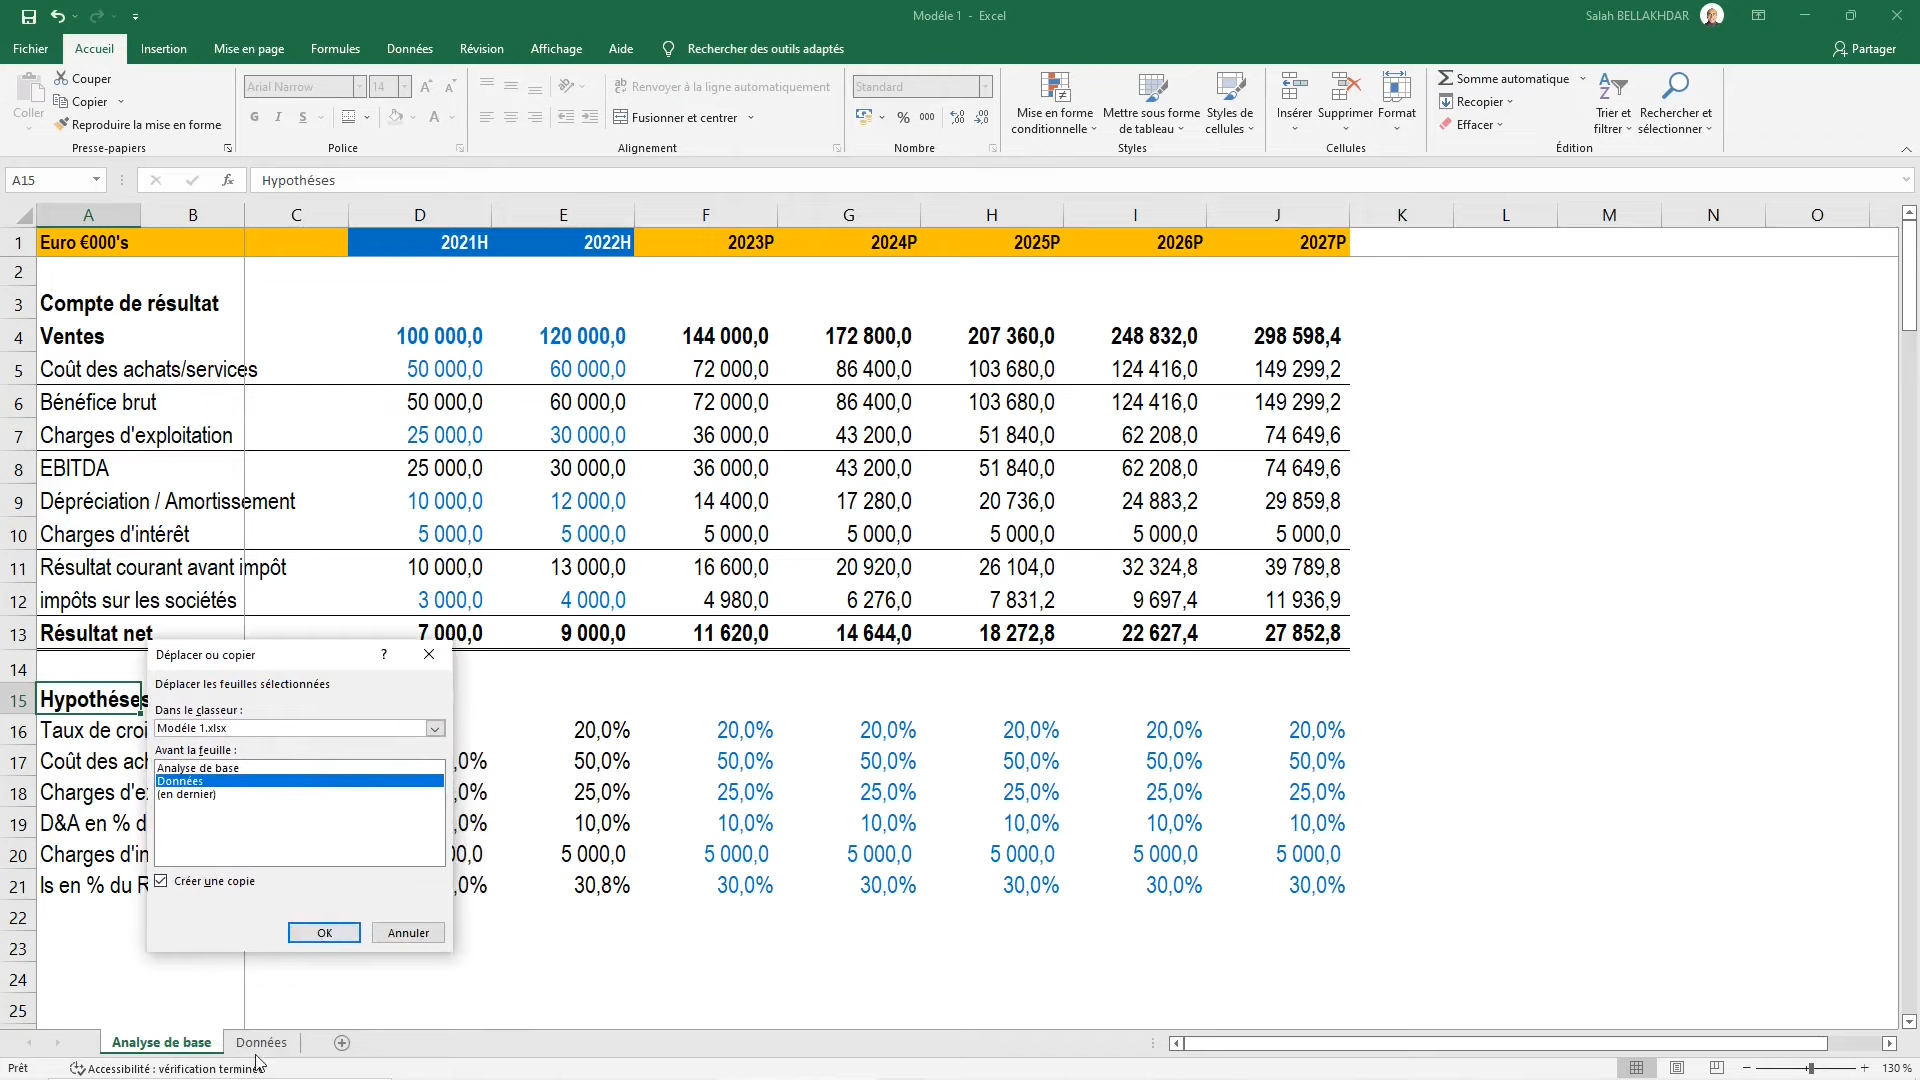 Modéle 1 - Excel
Salah BELLAKHDAR
Fichier Accueil Insertion Mise en page Formules Données Révision Affichage Aide Rechercher des outils adaptés Partager
Coller
Couper
Copier
Reproduire la mise en forme
Presse-papiers
Arial Narrow 14
G I S
Police
Renvoyer à la ligne automatiquement
Fusionner et centrer
Alignement
Standard
% 000
Nombre
Mise en forme conditionnelle
Mettre sous forme de tableau
Styles de cellules
Styles
Insérer Supprimer Format
Cellules
Somme automatique
Recopier
Effacer
Trier et filtrer
Rechercher et sélectionner
Édition
A15 fx Hypothéses
A B C D E F G H I J K L M N O
1 Euro €000's 2021H 2022H 2023P 2024P 2025P 2026P 2027P
2
3 Compte de résultat
4 Ventes 100 000,0 120 000,0 144 000,0 172 800,0 207 360,0 248 832,0 298 598,4
5 Coût des achats/services 50 000,0 60 000,0 72 000,0 86 400,0 103 680,0 124 416,0 149 299,2
6 Bénéfice brut 50 000,0 60 000,0 72 000,0 86 400,0 103 680,0 124 416,0 149 299,2
7 Charges d'exploitation 25 000,0 30 000,0 36 000,0 43 200,0 51 840,0 62 208,0 74 649,6
8 EBITDA 25 000,0 30 000,0 36 000,0 43 200,0 51 840,0 62 208,0 74 649,6
9 Dépréciation / Amortissement 10 000,0 12 000,0 14 400,0 17 280,0 20 736,0 24 883,2 29 859,8
10 Charges d'intérêt 5 000,0 5 000,0 5 000,0 5 000,0 5 000,0 5 000,0 5 000,0
11 Résultat courant avant impôt 10 000,0 13 000,0 16 600,0 20 920,0 26 104,0 32 324,8 39 789,8
12 impôts sur les sociétés 3 000,0 4 000,0 4 980,0 6 276,0 7 831,2 9 697,4 11 936,9
13 Résultat net 7 000,0 9 000,0 11 620,0 14 644,0 18 272,8 22 627,4 27 852,8
14
15 Hypothéses
16 Taux de croi 20,0% 20,0% 20,0% 20,0% 20,0% 20,0%
17 Coût des ach ,0% 50,0% 50,0% 50,0% 50,0% 50,0% 50,0%
18 Charges d'e ,0% 25,0% 25,0% 25,0% 25,0% 25,0% 25,0%
19 D&A en % d ,0% 10,0% 10,0% 10,0% 10,0% 10,0% 10,0%
20 Charges d'in 00,0 5 000,0 5 000,0 5 000,0 5 000,0 5 000,0 5 000,0
21 Is en % du R ,0% 30,8% 30,0% 30,0% 30,0% 30,0% 30,0%
22
23
24
25
Déplacer ou copier ?
Déplacer les feuilles sélectionnées
Dans le classeur :
Modéle 1.xlsx
Avant la feuille :
Analyse de base
Données
(en dernier)
Créer une copie
OK Annuler
Analyse de base Données
Prêt Accessibilité : vérification terminée 130 %